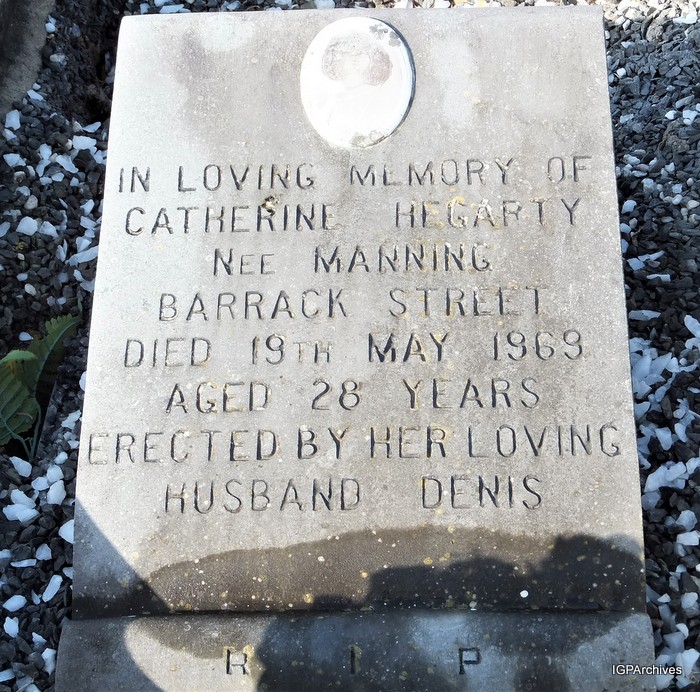 IN LOVING MEMORY OF
CATHERINE HEGARTY
NEE MANNING
BARRACK STREET
DIED 19TH MAY 1969
AGED 28 YEARS
ERECTED BY HER LOVING
HUSBAND DENIS
R I P
IGPArchives